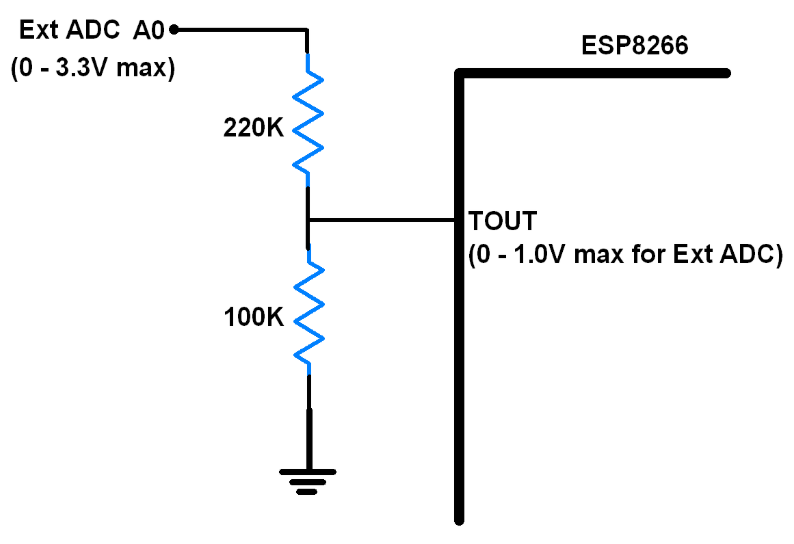 Ext ADC A0
(0 - 3.3V max)
ESP8266
220K
TOUT
(0 - 1.0V max for Ext ADC)
100K